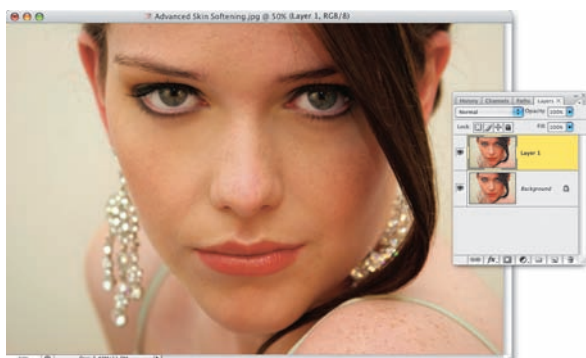 Advanced Skin Softening.jpg @ 50% (Layer 1, RGB/8)
History Channels Paths Layers x
Normal Opacity: 100%
Lock: Fill: 100%
Layer 1
Background